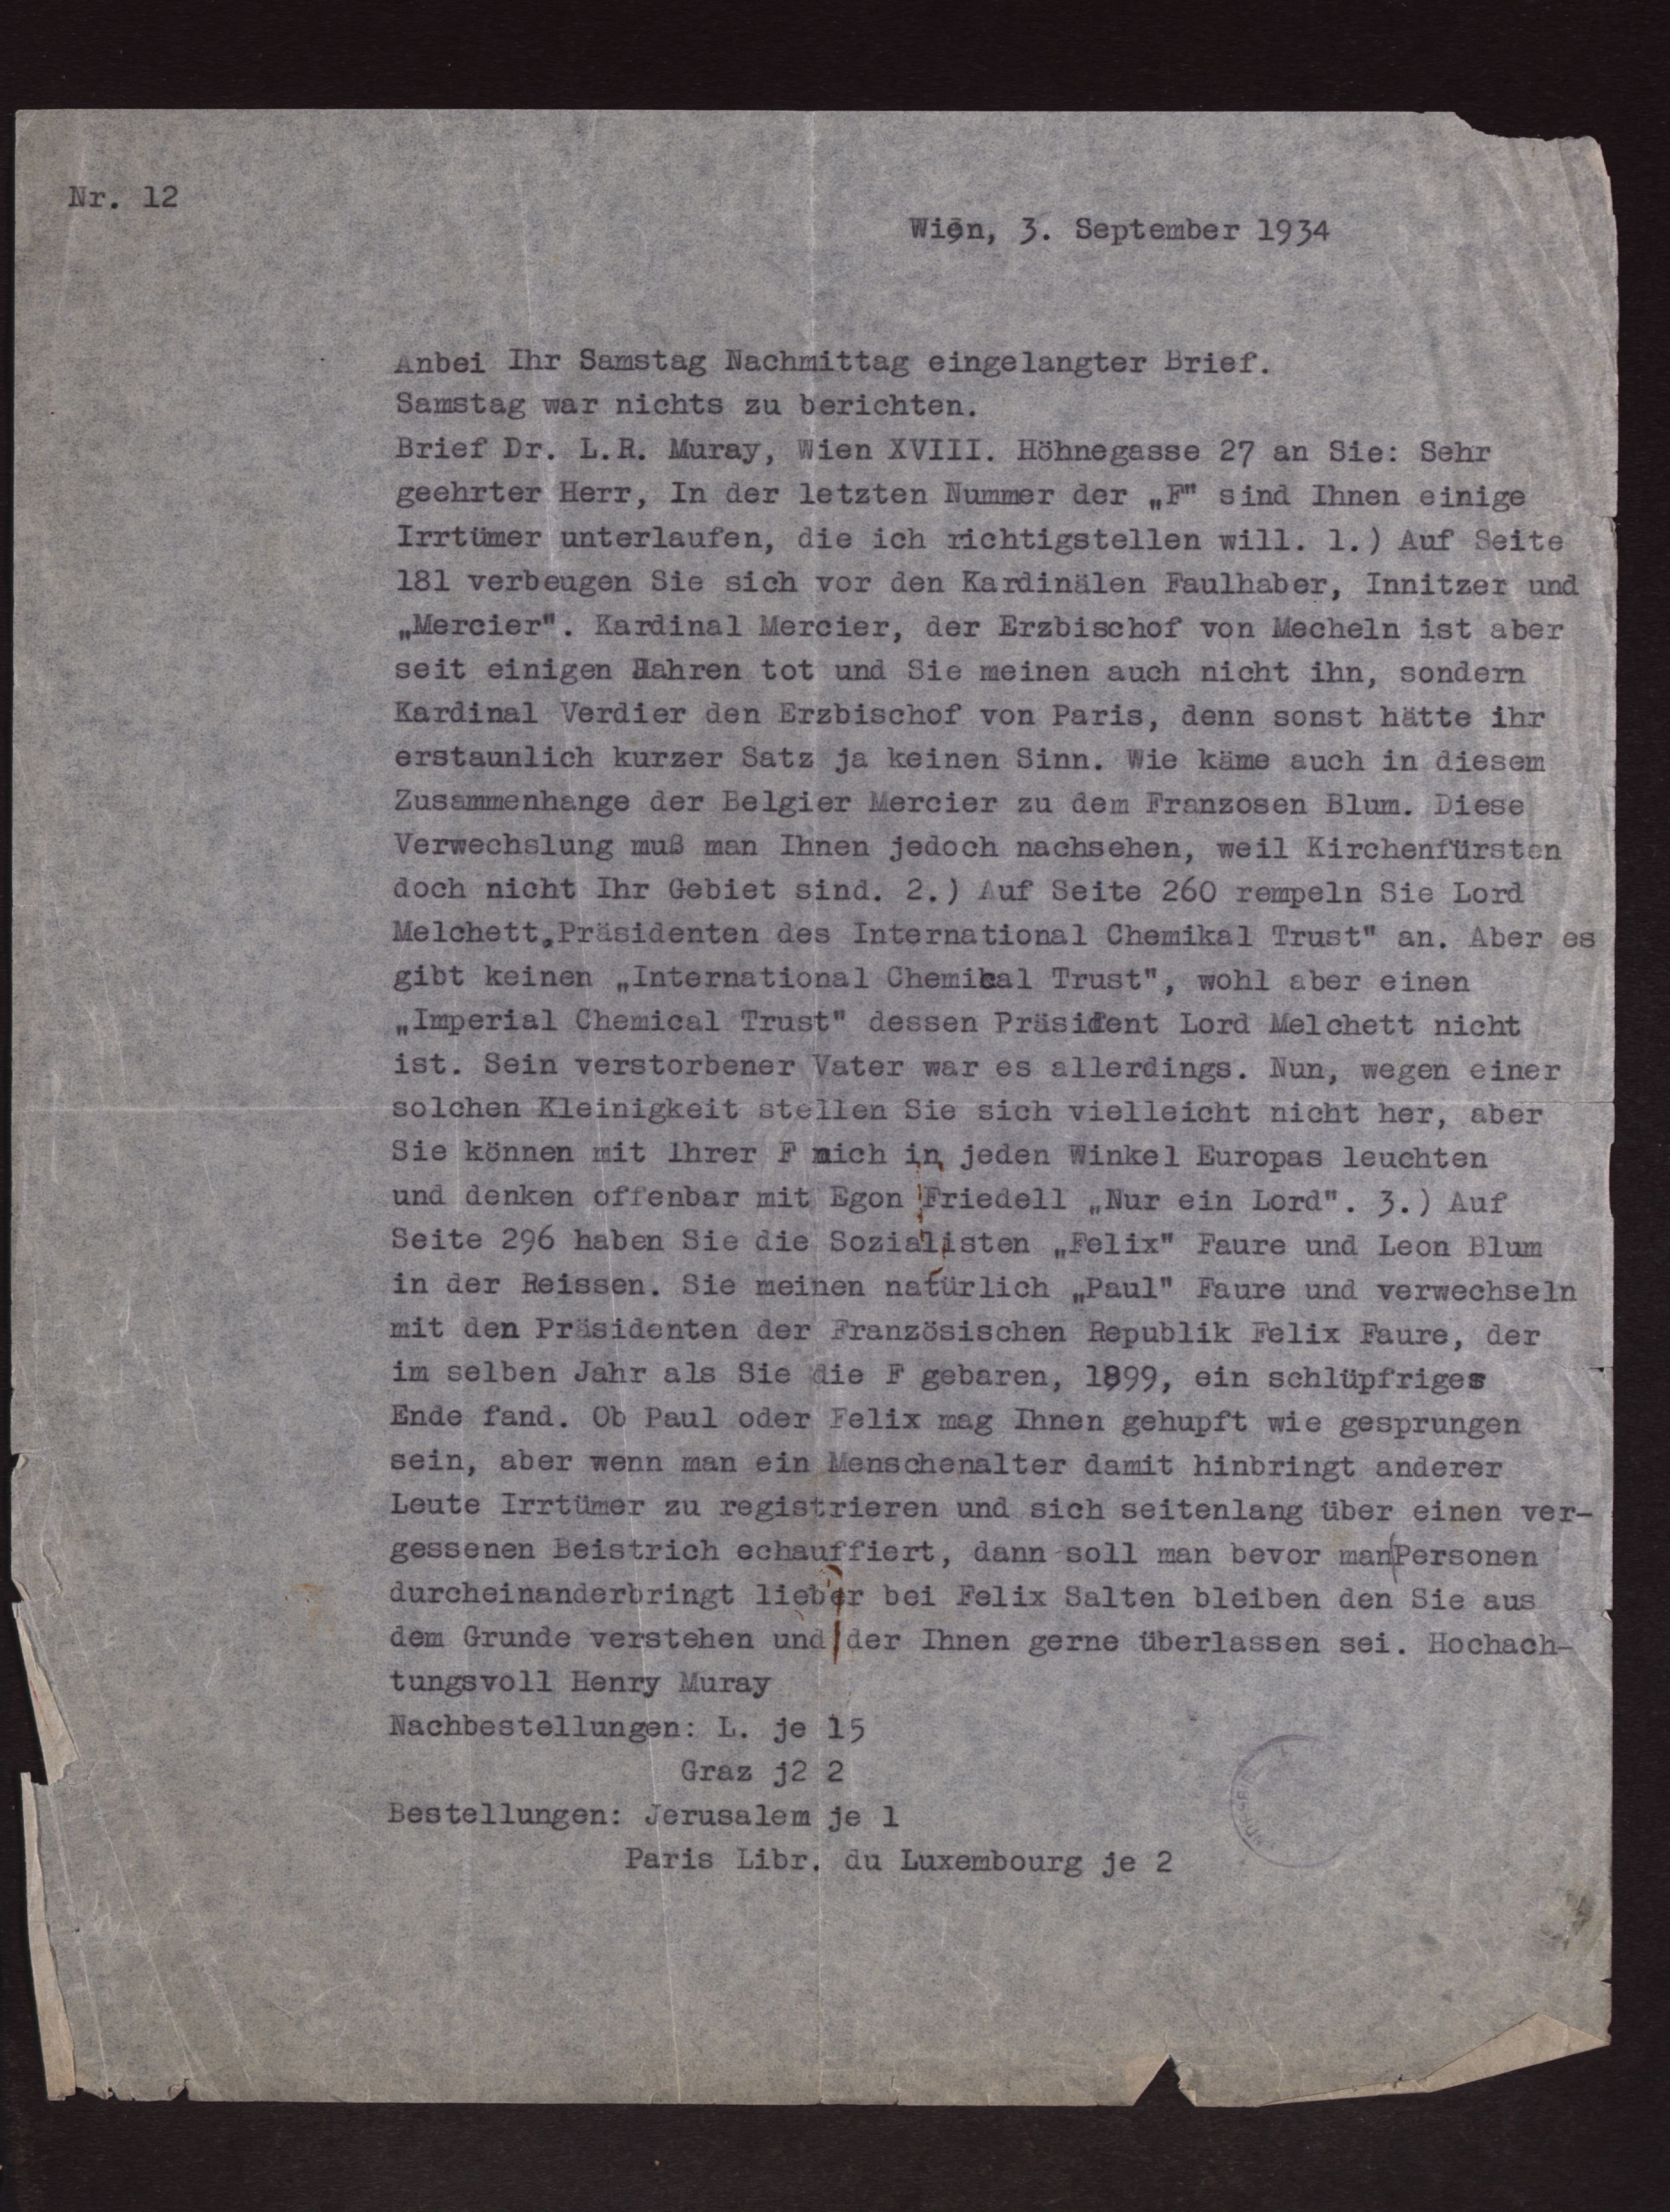 Nr. 12
Wien, 3. September 1934
Anbei Ihr Samstag Nachmittag eingelangter Brief.
Samstag war nichts zu berichten.
Brief Dr. L.R. Muray, Wien XVIII. Höhnegasse 27 an Sie: Sehr
geehrter Herr, In der letzten Nummer der „F" sind Ihnen einige
Irrtümer unterlaufen, die ich richtigstellen will. 1.) Auf Seite
181 verbeugen Sie sich vor den Kardinälen Faulhaber, Innitzer und
„Mercier". Kardinal Mercier, der Erzbischof von Mecheln ist aber
seit einigen Jahren tot und Sie meinen auch nicht ihn, sondern
Kardinal Verdier den Erzbischof von Paris, denn sonst hätte ihr
erstaunlich kurzer Satz ja keinen Sinn. Wie käme auch in diesem
Zusammenhange der Belgier Mercier zu dem Franzosen Blum. Diese
Verwechslung muß man Ihnen jedoch nachsehen, weil Kirchenfürsten
doch nicht Ihr Gebiet sind. 2.) Auf Seite 260 rempeln Sie Lord
Melchett„Präsidenten des International Chemikal Trust" an. Aber es
gibt keinen „International Chemical Trust", wohl aber einen
„Imperial Chemical Trust" dessen Präsident Lord Melchett nicht
ist. Sein verstorbener Vater war es allerdings. Nun, wegen einer
solchen Kleinigkeit stellen Sie sich vielleicht nicht her, aber
Sie können mit Ihrer F nich in jeden Winkel Europas leuchten
und denken offenbar mit Egon Friedell „Nur ein Lord". 3.) Auf
Seite 296 haben Sie die Sozialisten „Felix" Faure und Leon Blum
in der Reissen. Sie meinen natürlich „Paul" Faure und verwechseln
mit den Präsidenten der Französischen Republik Felix Faure, der
im selben Jahr als Sie die F gebaren, 1899, ein schlüpfriges
Ende fand. Ob Paul oder Felix mag Ihnen gehupft wie gesprungen
sein, aber wenn man ein Menschenalter damit hinbringt anderer
Leute Irrtümer zu registrieren und sich seitenlang über einen ver-
gessenen Beistrich echauffiert, dann soll man bevor man Personen
durcheinanderbringt lieber bei Felix Salten bleiben den Sie aus
dem Grunde verstehen und der Ihnen gerne überlassen sei. Hochach-
tungsvoll Henry Muray
Nachbestellungen: L. je 15
Graz j2 2
Bestellungen: Jerusalem je 1
Paris Libr. du Luxembourg je 2